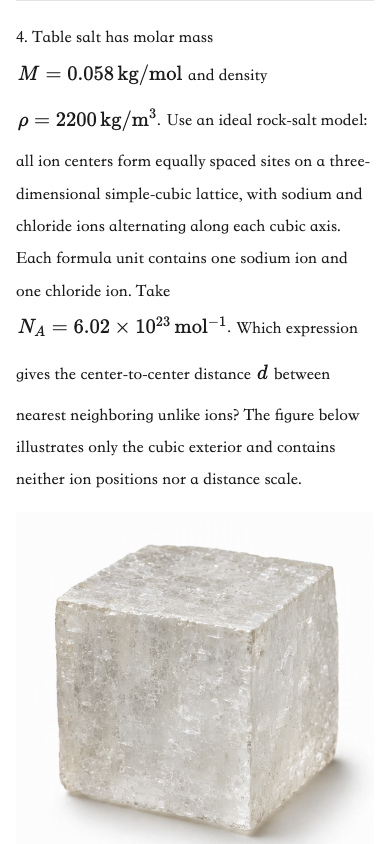 4. Table salt has molar mass
M = 0.058 kg/mol and density
ρ = 2200 kg/m³. Use an ideal rock-salt model:
all ion centers form equally spaced sites on a three-
dimensional simple-cubic lattice, with sodium and
chloride ions alternating along each cubic axis.
Each formula unit contains one sodium ion and
one chloride ion. Take
N_A = 6.02 × 10²³ mol⁻¹. Which expression
gives the center-to-center distance d between
nearest neighboring unlike ions? The figure below
illustrates only the cubic exterior and contains
neither ion positions nor a distance scale.